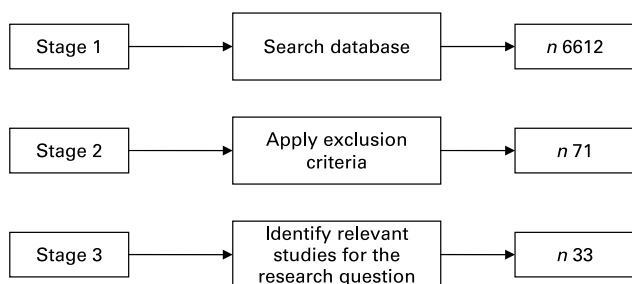 Stage 1
Search database
n 6612
Stage 2
Apply exclusion
criteria
n 71
Stage 3
Identify relevant
studies for the
research question
n 33